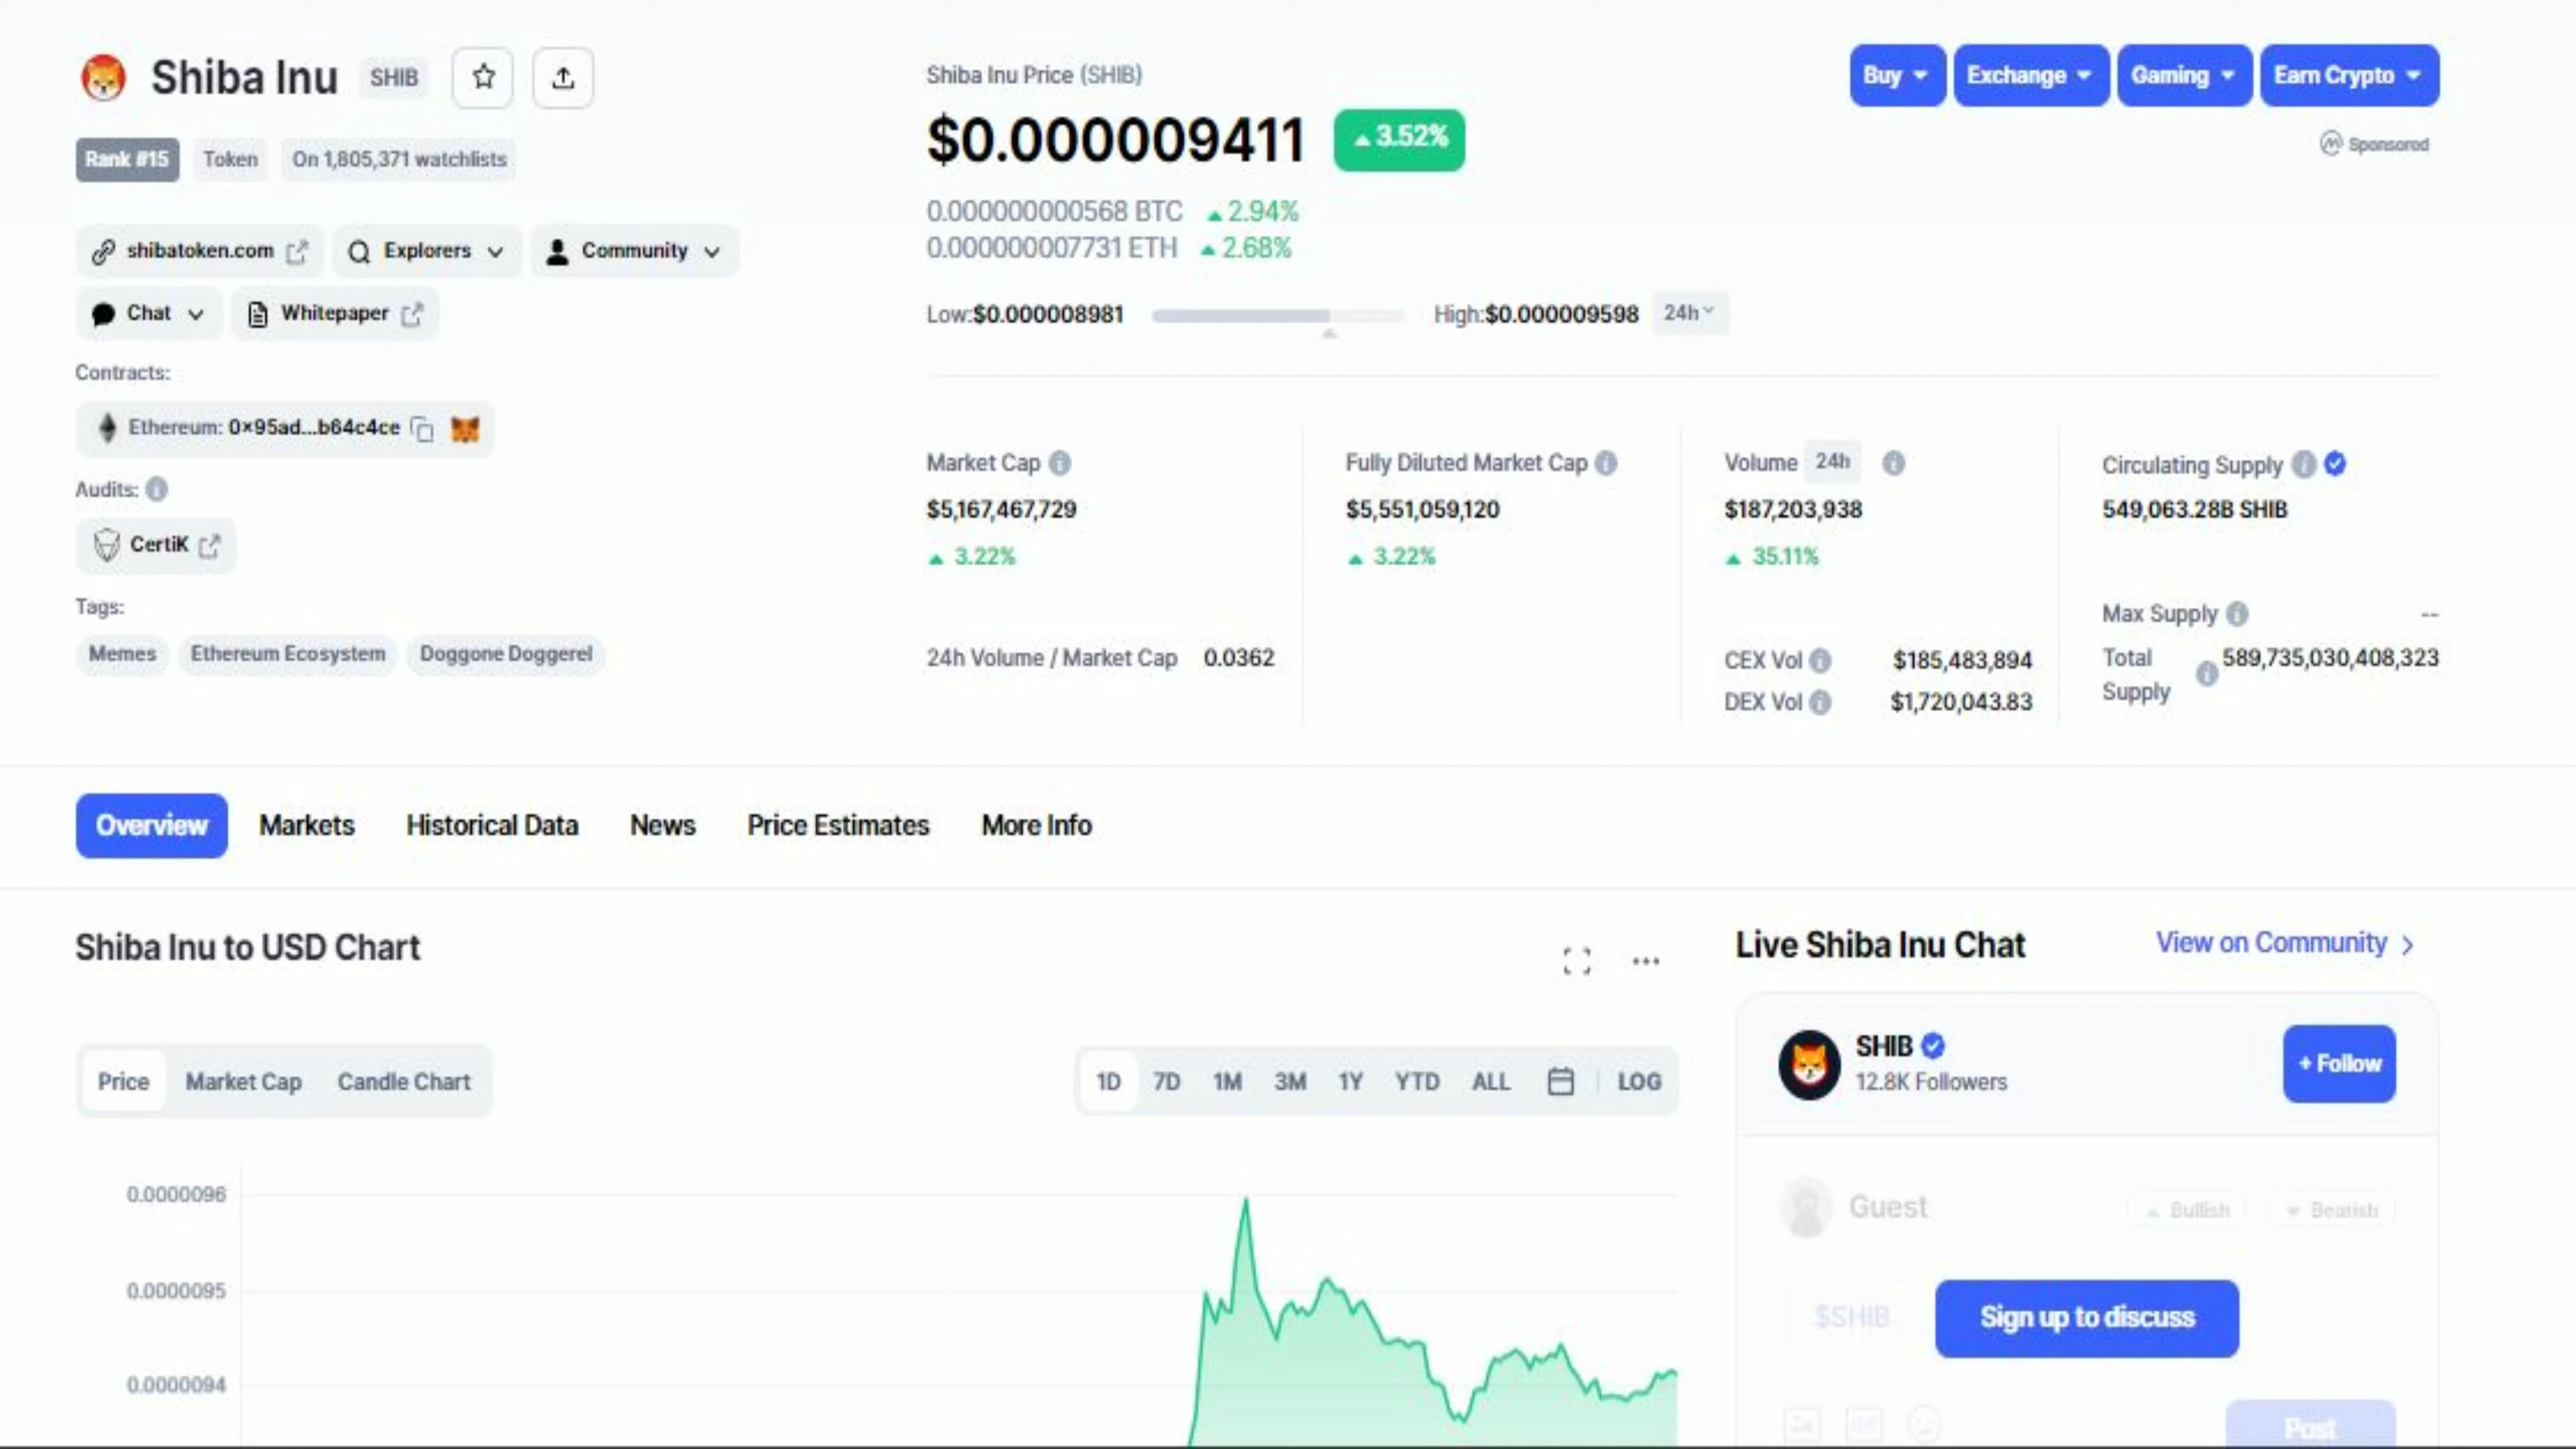 Shiba Inu SHIB
Rank #15 Token On 1,805,371 watchlists
shibatoken.com Explorers Community
Chat Whitepaper
Contracts:
Ethereum: 0×95ad...b64c4ce
Audits:
CertiK
Tags:
Memes Ethereum Ecosystem Doggone Doggerel
Shiba Inu Price (SHIB)
$0.000009411 3.52%
0.000000000568 BTC 2.94%
0.000000007731 ETH 2.68%
Low:$0.000008981 High:$0.000009598 24h
Buy Exchange Gaming Earn Crypto
Sponsored
Market Cap
$5,167,467,729
3.22%
24h Volume / Market Cap 0.0362
Fully Diluted Market Cap
$5,551,059,120
3.22%
Volume 24h
$187,203,938
35.11%
CEX Vol $185,483,894
DEX Vol $1,720,043.83
Circulating Supply
549,063.28B SHIB
Max Supply --
Total Supply 589,735,030,408,323
Overview Markets Historical Data News Price Estimates More Info
Shiba Inu to USD Chart
Price Market Cap Candle Chart
1D 7D 1M 3M 1Y YTD ALL LOG
0.0000096
0.0000095
0.0000094
Live Shiba Inu Chat View on Community
SHIB
12.8K Followers
+ Follow
Guest Bullish Bearish
$SHIB
Sign up to discuss
GIF
Post